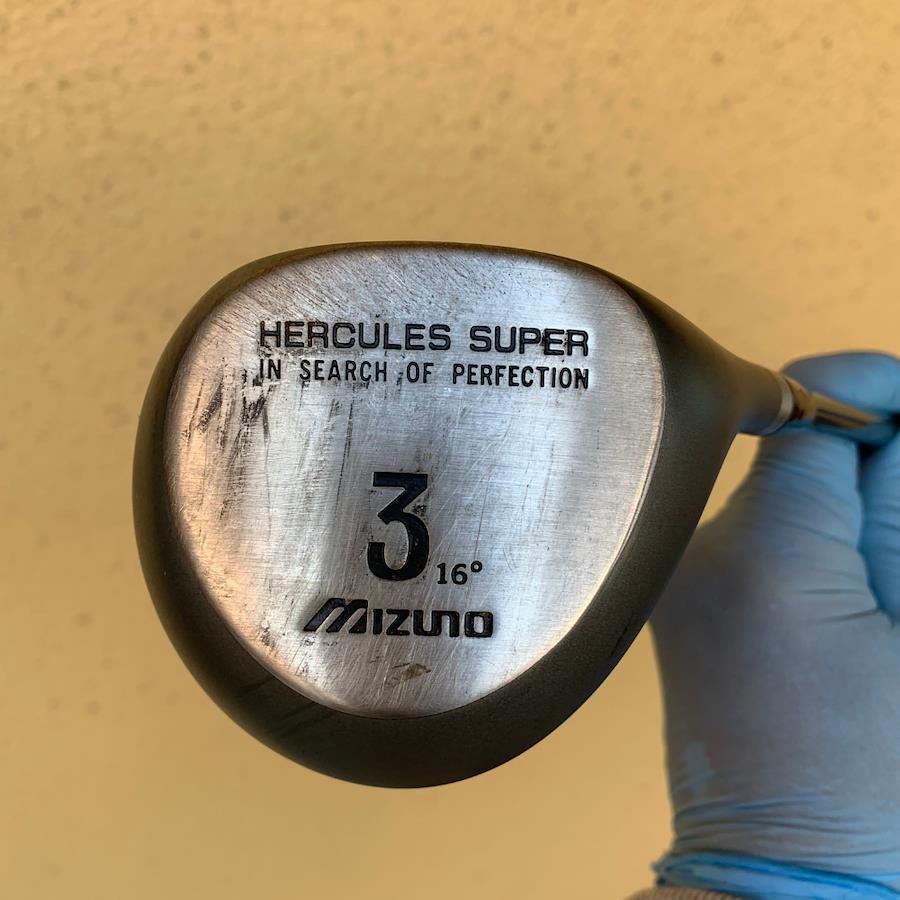 HERCULES SUPER
IN SEARCH OF PERFECTION
3 16°
MIZUNO